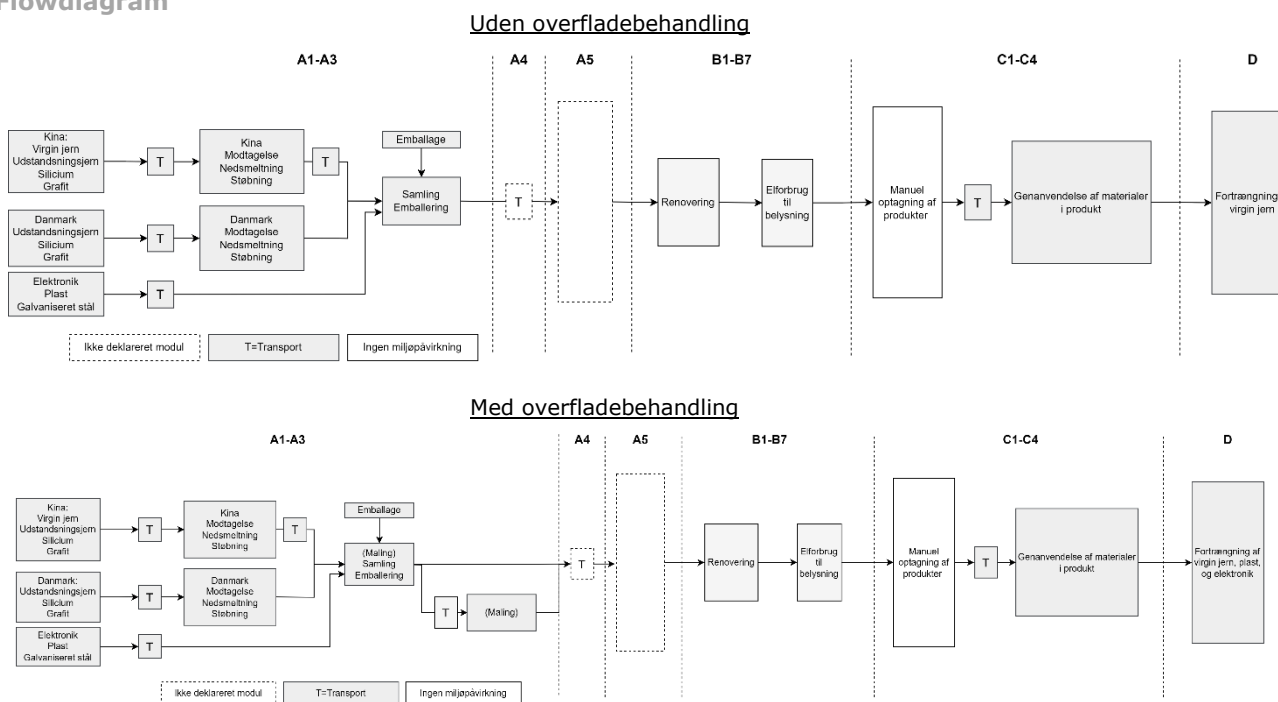 Flowdiagram
Uden overfladebehandling
A1-A3
A4
A5
B1-B7
C1-C4
D
Kina:
Virgin jern
Udstandsningsjern
Silicium
Grafit
T
Kina
Modtagelse
Nedsmeltning
Støbning
T
Emballage
Samling
Emballering
T
Renovering
Elforbrug
til
belysning
Manuel
optagning af
produkter
T
Genanvendelse af materialer
i produkt
Fortrængning
virgin jern
Danmark
Udstandsningsjern
Silicium
Grafit
T
Danmark
Modtagelse
Nedsmeltning
Støbning
Elektronik
Plast
Galvaniseret stål
T
Ikke deklareret modul
T=Transport
Ingen miljøpåvirkning
Med overfladebehandling
A1-A3
A4
A5
B1-B7
C1-C4
D
Kina:
Virgin jern
Udstandsningsjern
Silicium
Grafit
T
Kina
Modtagelse
Nedsmeltning
Støbning
T
Emballage
(Maling)
Samling
Emballering
T
Renovering
Elforbrug
til
belysning
Manuel
optagning af
produkter
T
Genanvendelse af materialer
i produkt
Fortrængning af
virgin jern, plast,
og elektronik
Danmark:
Udstandsningsjern
Silicium
Grafit
T
Danmark
Modtagelse
Nedsmeltning
Støbning
T
(Maling)
Elektronik
Plast
Galvaniseret stål
T
Ikke deklareret modul
T=Transport
Ingen miljøpåvirkning